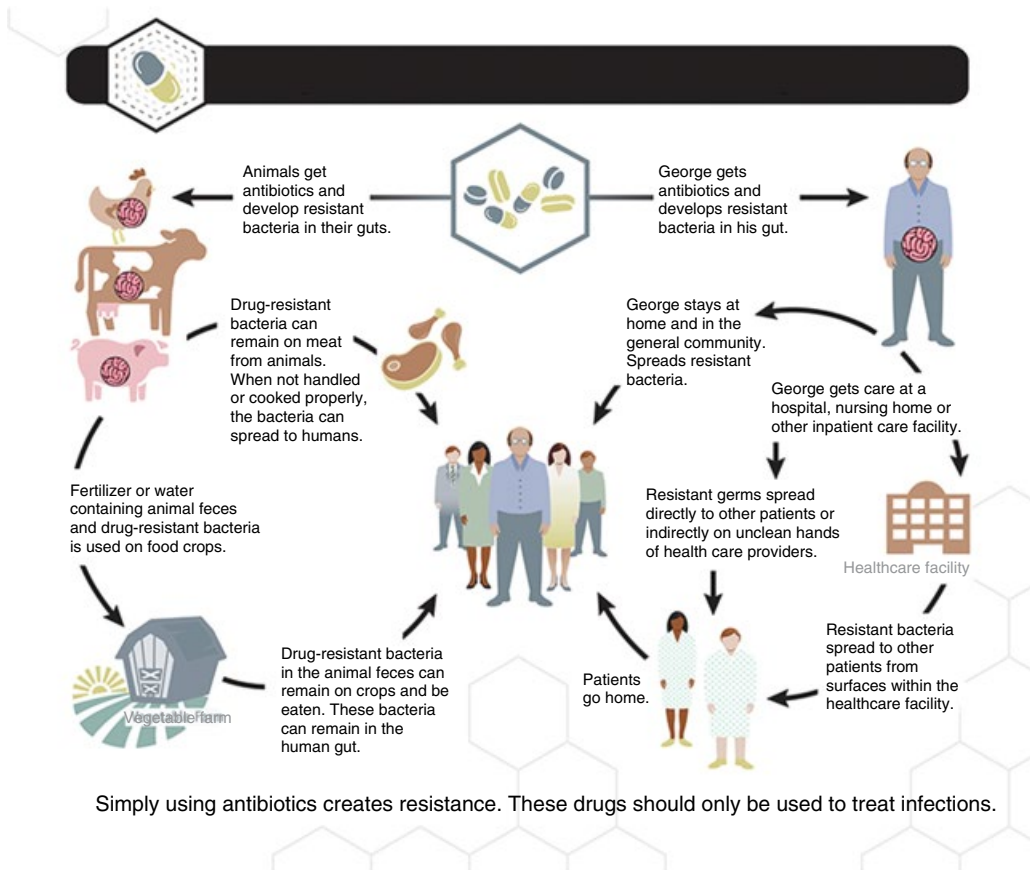 Animals get
antibiotics and
develop resistant
bacteria in their guts.
George gets
antibiotics and
develops resistant
bacteria in his gut.
Drug-resistant
bacteria can
remain on meat
from animals.
When not handled
or cooked properly,
the bacteria can
spread to humans.
George stays at
home and in the
general community.
Spreads resistant
bacteria.
George gets care at a
hospital, nursing home or
other inpatient care facility.
Fertilizer or water
containing animal feces
and drug-resistant bacteria
is used on food crops.
Resistant germs spread
directly to other patients or
indirectly on unclean hands
of health care providers.
Healthcare facility
Vegetable farm
Drug-resistant bacteria
in the animal feces can
remain on crops and be
eaten. These bacteria
can remain in the
human gut.
Patients
go home.
Resistant bacteria
spread to other
patients from
surfaces within the
healthcare facility.
Simply using antibiotics creates resistance. These drugs should only be used to treat infections.